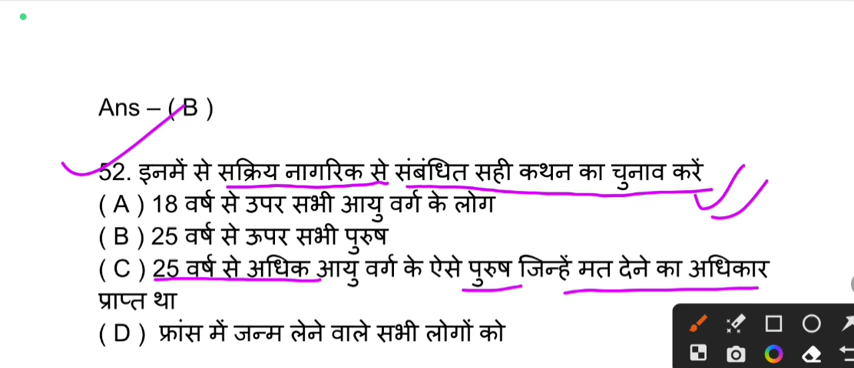 Ans – ( B )
52. इनमें से सक्रिय नागरिक से संबंधित सही कथन का चुनाव करें
( A ) 18 वर्ष से उपर सभी आयु वर्ग के लोग
( B ) 25 वर्ष से ऊपर सभी पुरुष
( C ) 25 वर्ष से अधिक आयु वर्ग के ऐसे पुरुष जिन्हें मत देने का अधिकार
प्राप्त था
( D ) फ्रांस में जन्म लेने वाले सभी लोगों को